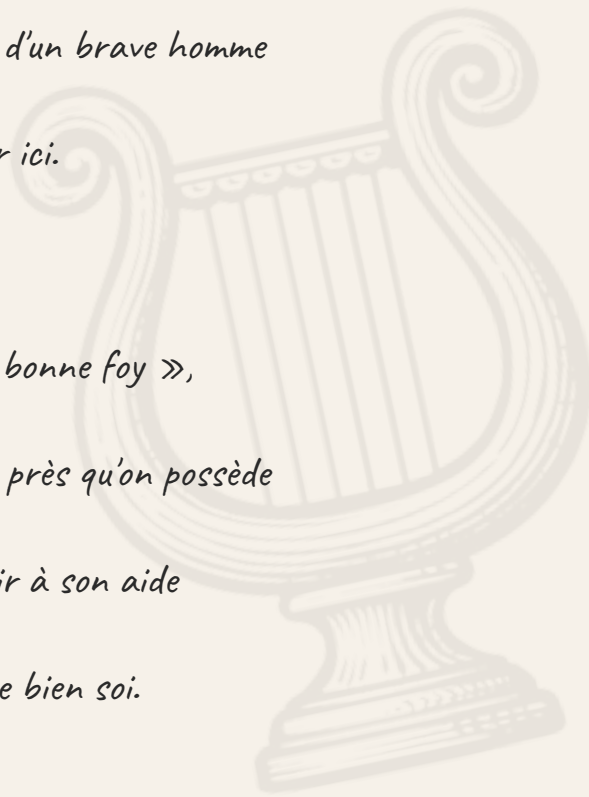 d'un brave homme
r ici.
bonne foy »,
près qu'on possède
ir à son aide
e bien soi.